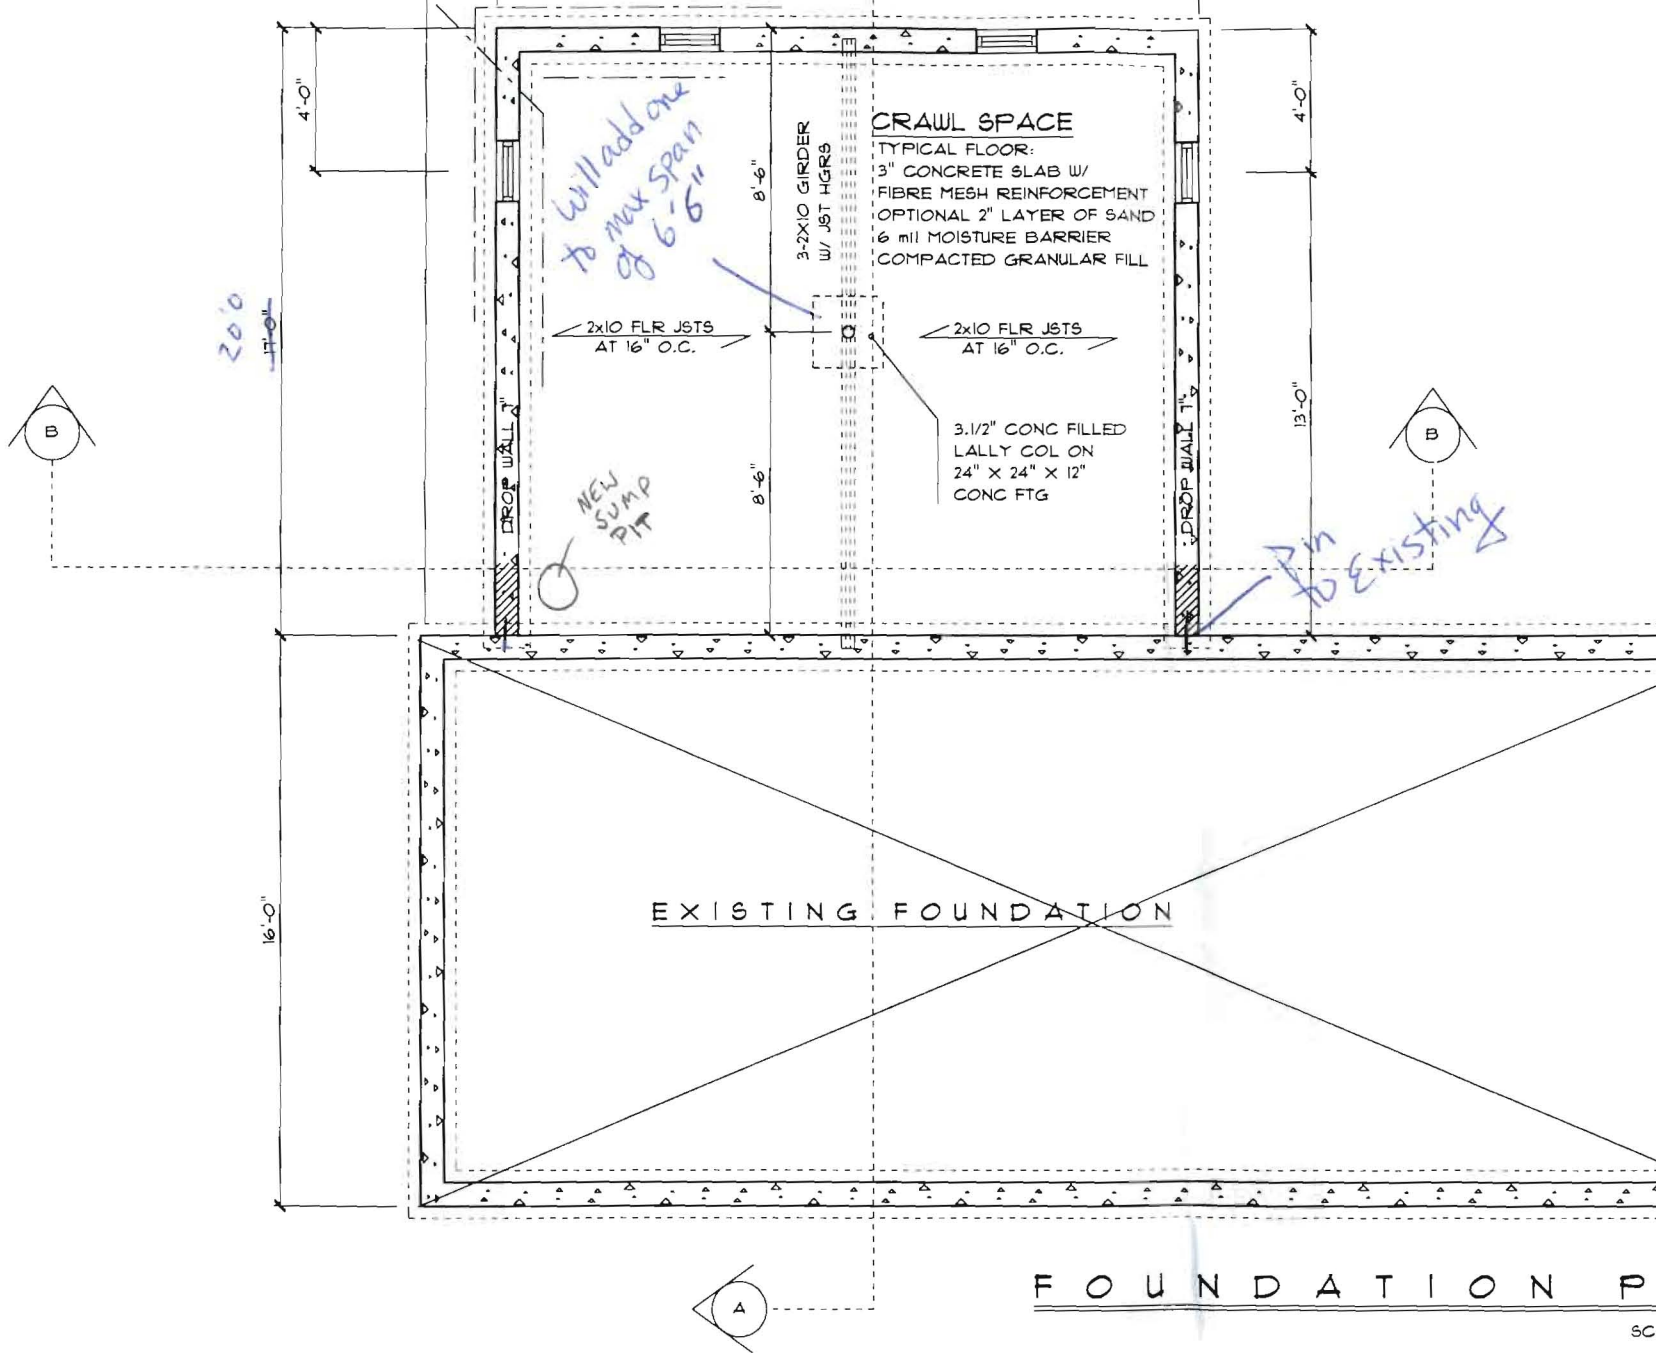 4'-0"
4'-0"
Will add one
to max span
of 6'-6"
8'-6"
3-2X10 GIRDER
W/ JST HGRS
CRAWL SPACE
TYPICAL FLOOR:
3" CONCRETE SLAB W/
FIBRE MESH REINFORCEMENT
OPTIONAL 2" LAYER OF SAND
6 mil MOISTURE BARRIER
COMPACTED GRANULAR FILL
20'0
17'-0"
2x10 FLR JSTS
AT 16" O.C.
2x10 FLR JSTS
AT 16" O.C.
B
DROP WALL 7"
8'-6"
3.1/2" CONC FILLED
LALLY COL ON
24" X 24" X 12"
CONC FTG
DROP WALL 7"
13'-0"
B
NEW
SUMP
PIT
Pin
to Existing
16'-0"
EXISTING FOUNDATION
A
FOUNDATION P
SC